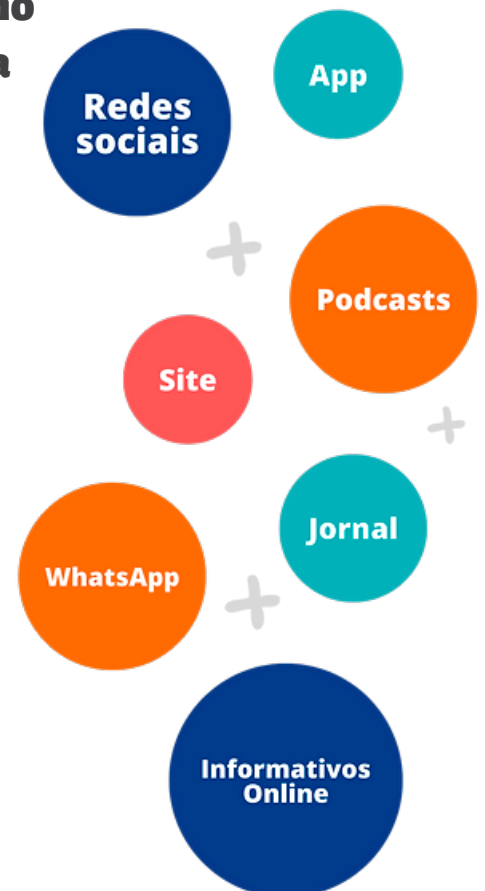 Redes
sociais
App
Podcasts
Site
Jornal
WhatsApp
Informativos
Online